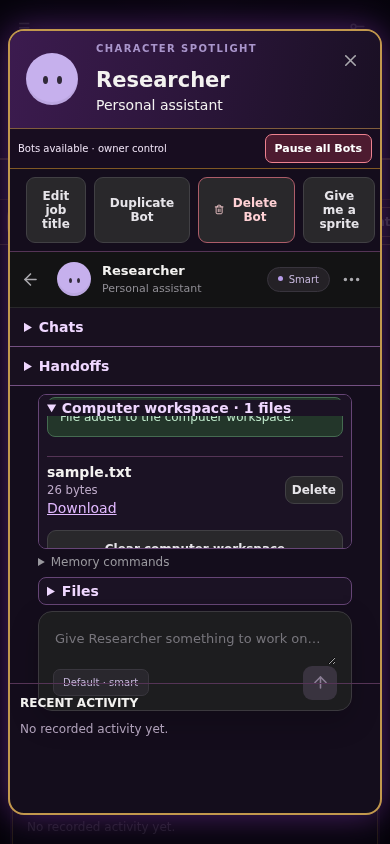 CHARACTER SPOTLIGHT
Researcher
Personal assistant
Bots available · owner control
Pause all Bots
Edit
job
title
Duplicate
Bot
Delete
Bot
Give
me a
sprite
Researcher
Personal assistant
Smart
Chats
Handoffs
Computer workspace · 1 files
File added to the computer workspace.
sample.txt
26 bytes
Download
Delete
Clear computer workspace
Memory commands
Files
Give Researcher something to work on…
Default · smart
RECENT ACTIVITY
No recorded activity yet.
No recorded activity yet.